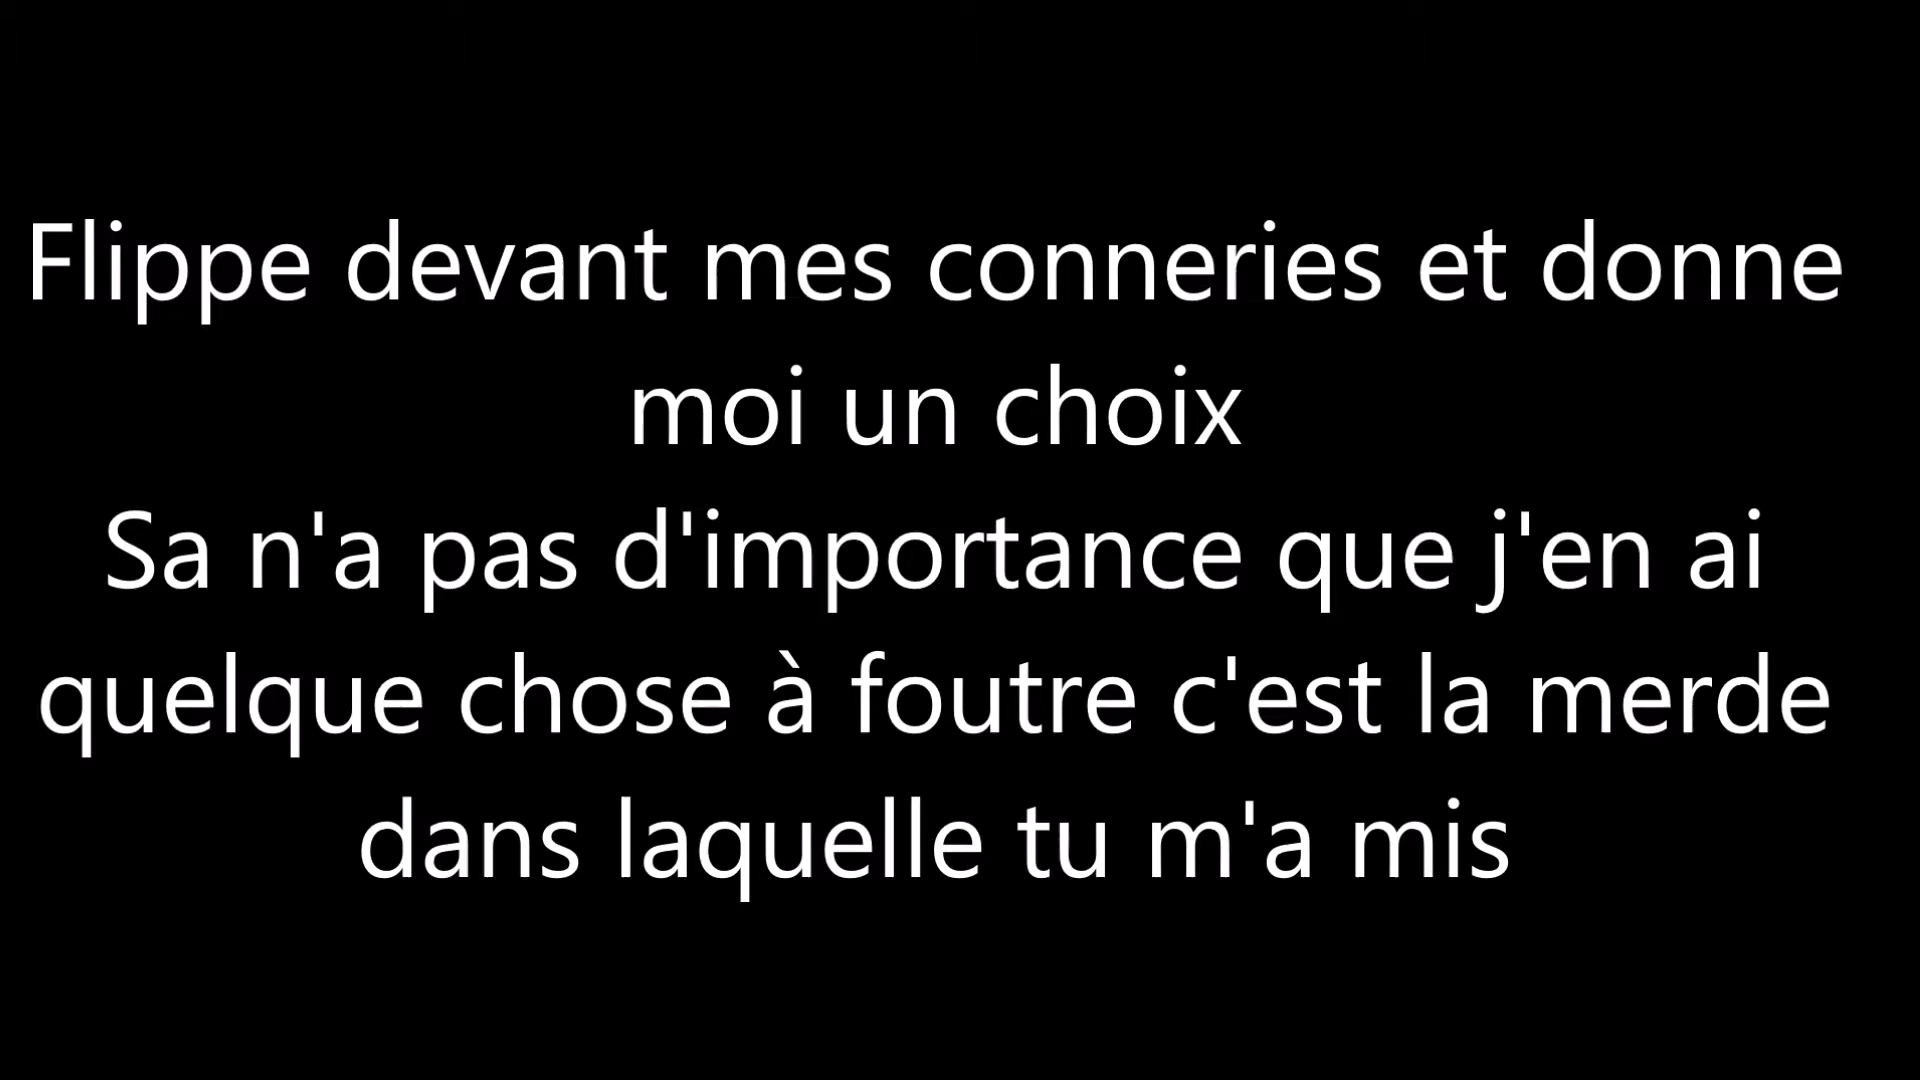 Flippe devant mes conneries et donne
moi un choix
Sa n'a pas d'importance que j'en ai
quelque chose à foutre c'est la merde
dans laquelle tu m'a mis